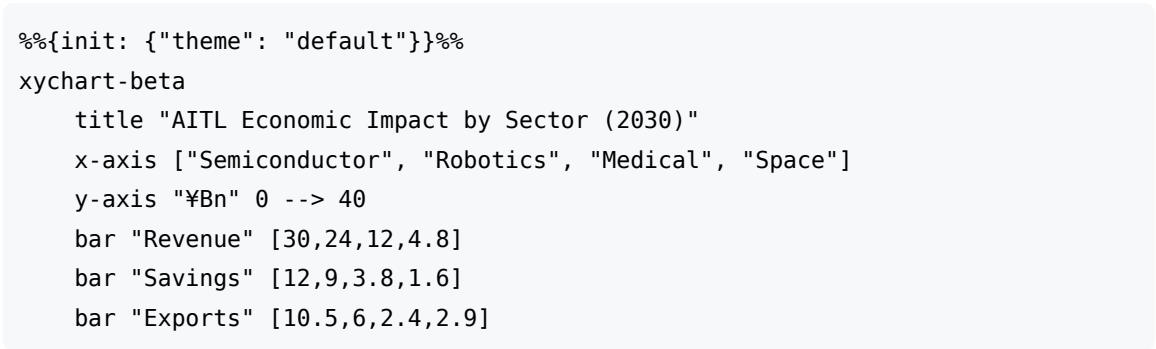 %%{init: {"theme": "default"}}%%
xychart-beta
    title "AITL Economic Impact by Sector (2030)"
    x-axis ["Semiconductor", "Robotics", "Medical", "Space"]
    y-axis "¥Bn" 0 --> 40
    bar "Revenue" [30,24,12,4.8]
    bar "Savings" [12,9,3.8,1.6]
    bar "Exports" [10.5,6,2.4,2.9]